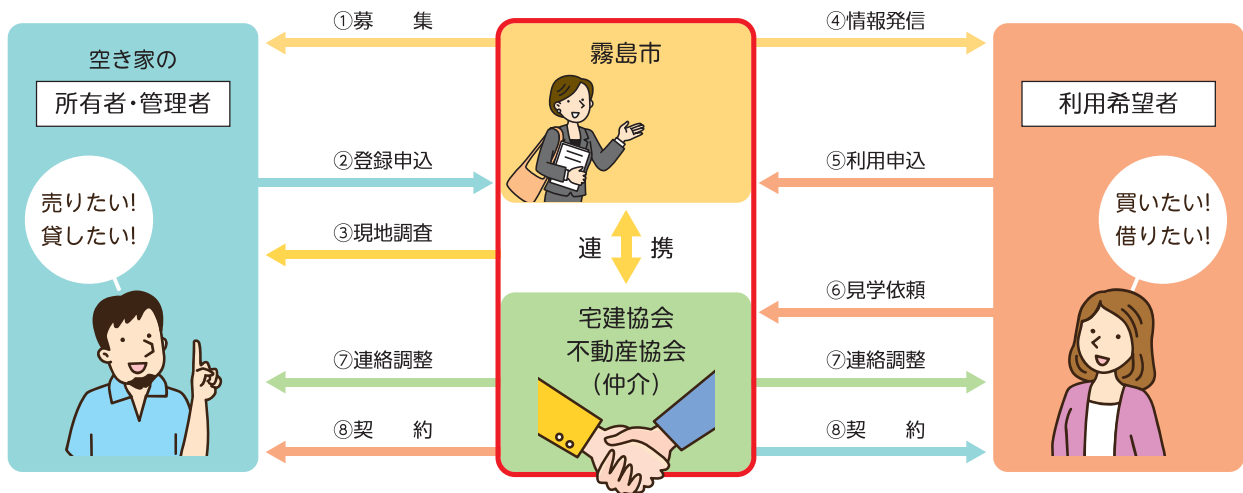 空き家の
所有者・管理者
売りたい!
貸したい!
①募 集
②登録申込
③現地調査
⑦連絡調整
⑧契 約
霧島市
連 携
宅建協会
不動産協会
(仲介)
④情報発信
⑤利用申込
⑥見学依頼
⑦連絡調整
⑧契 約
利用希望者
買いたい!
借りたい!